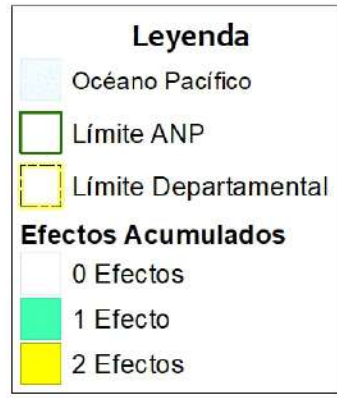 Leyenda
Océano Pacífico
Límite ANP
Límite Departamental
Efectos Acumulados
0 Efectos
1 Efecto
2 Efectos